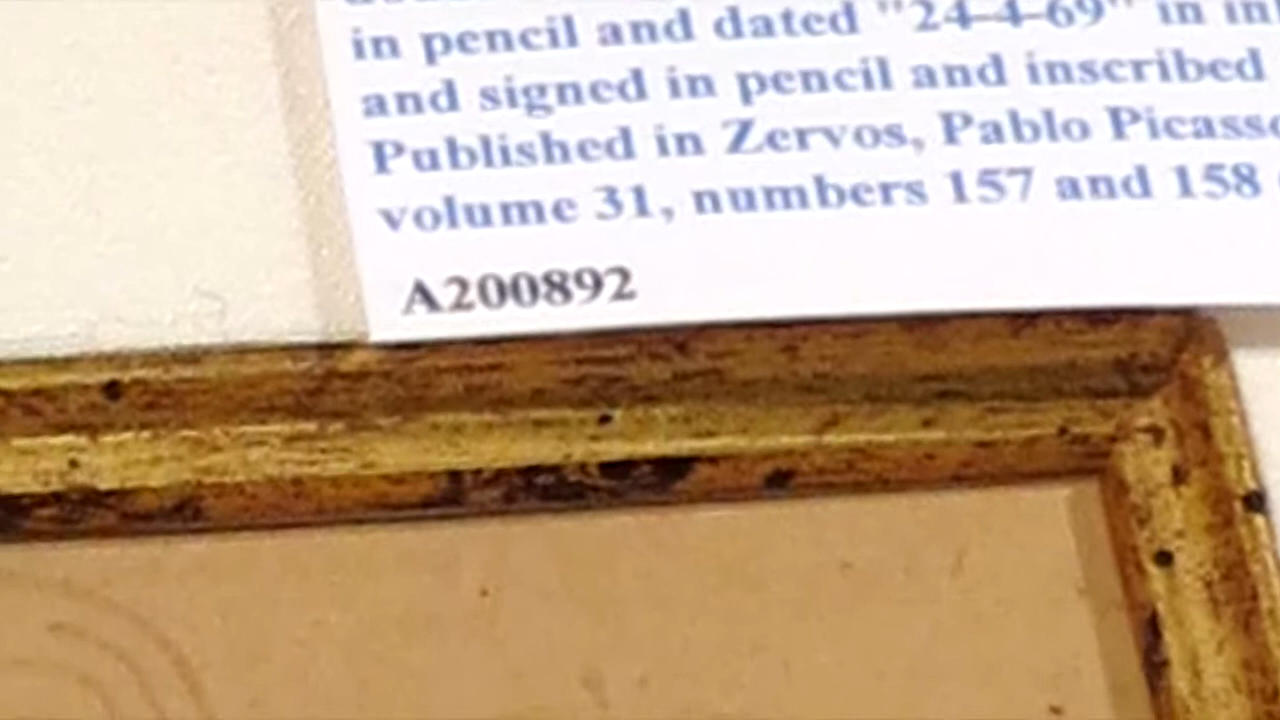 in pencil and dated "24-4-69" in
and signed in pencil and inscribed
Published in Zervos, Pablo Picasso
volume 31, numbers 157 and 158
A200892